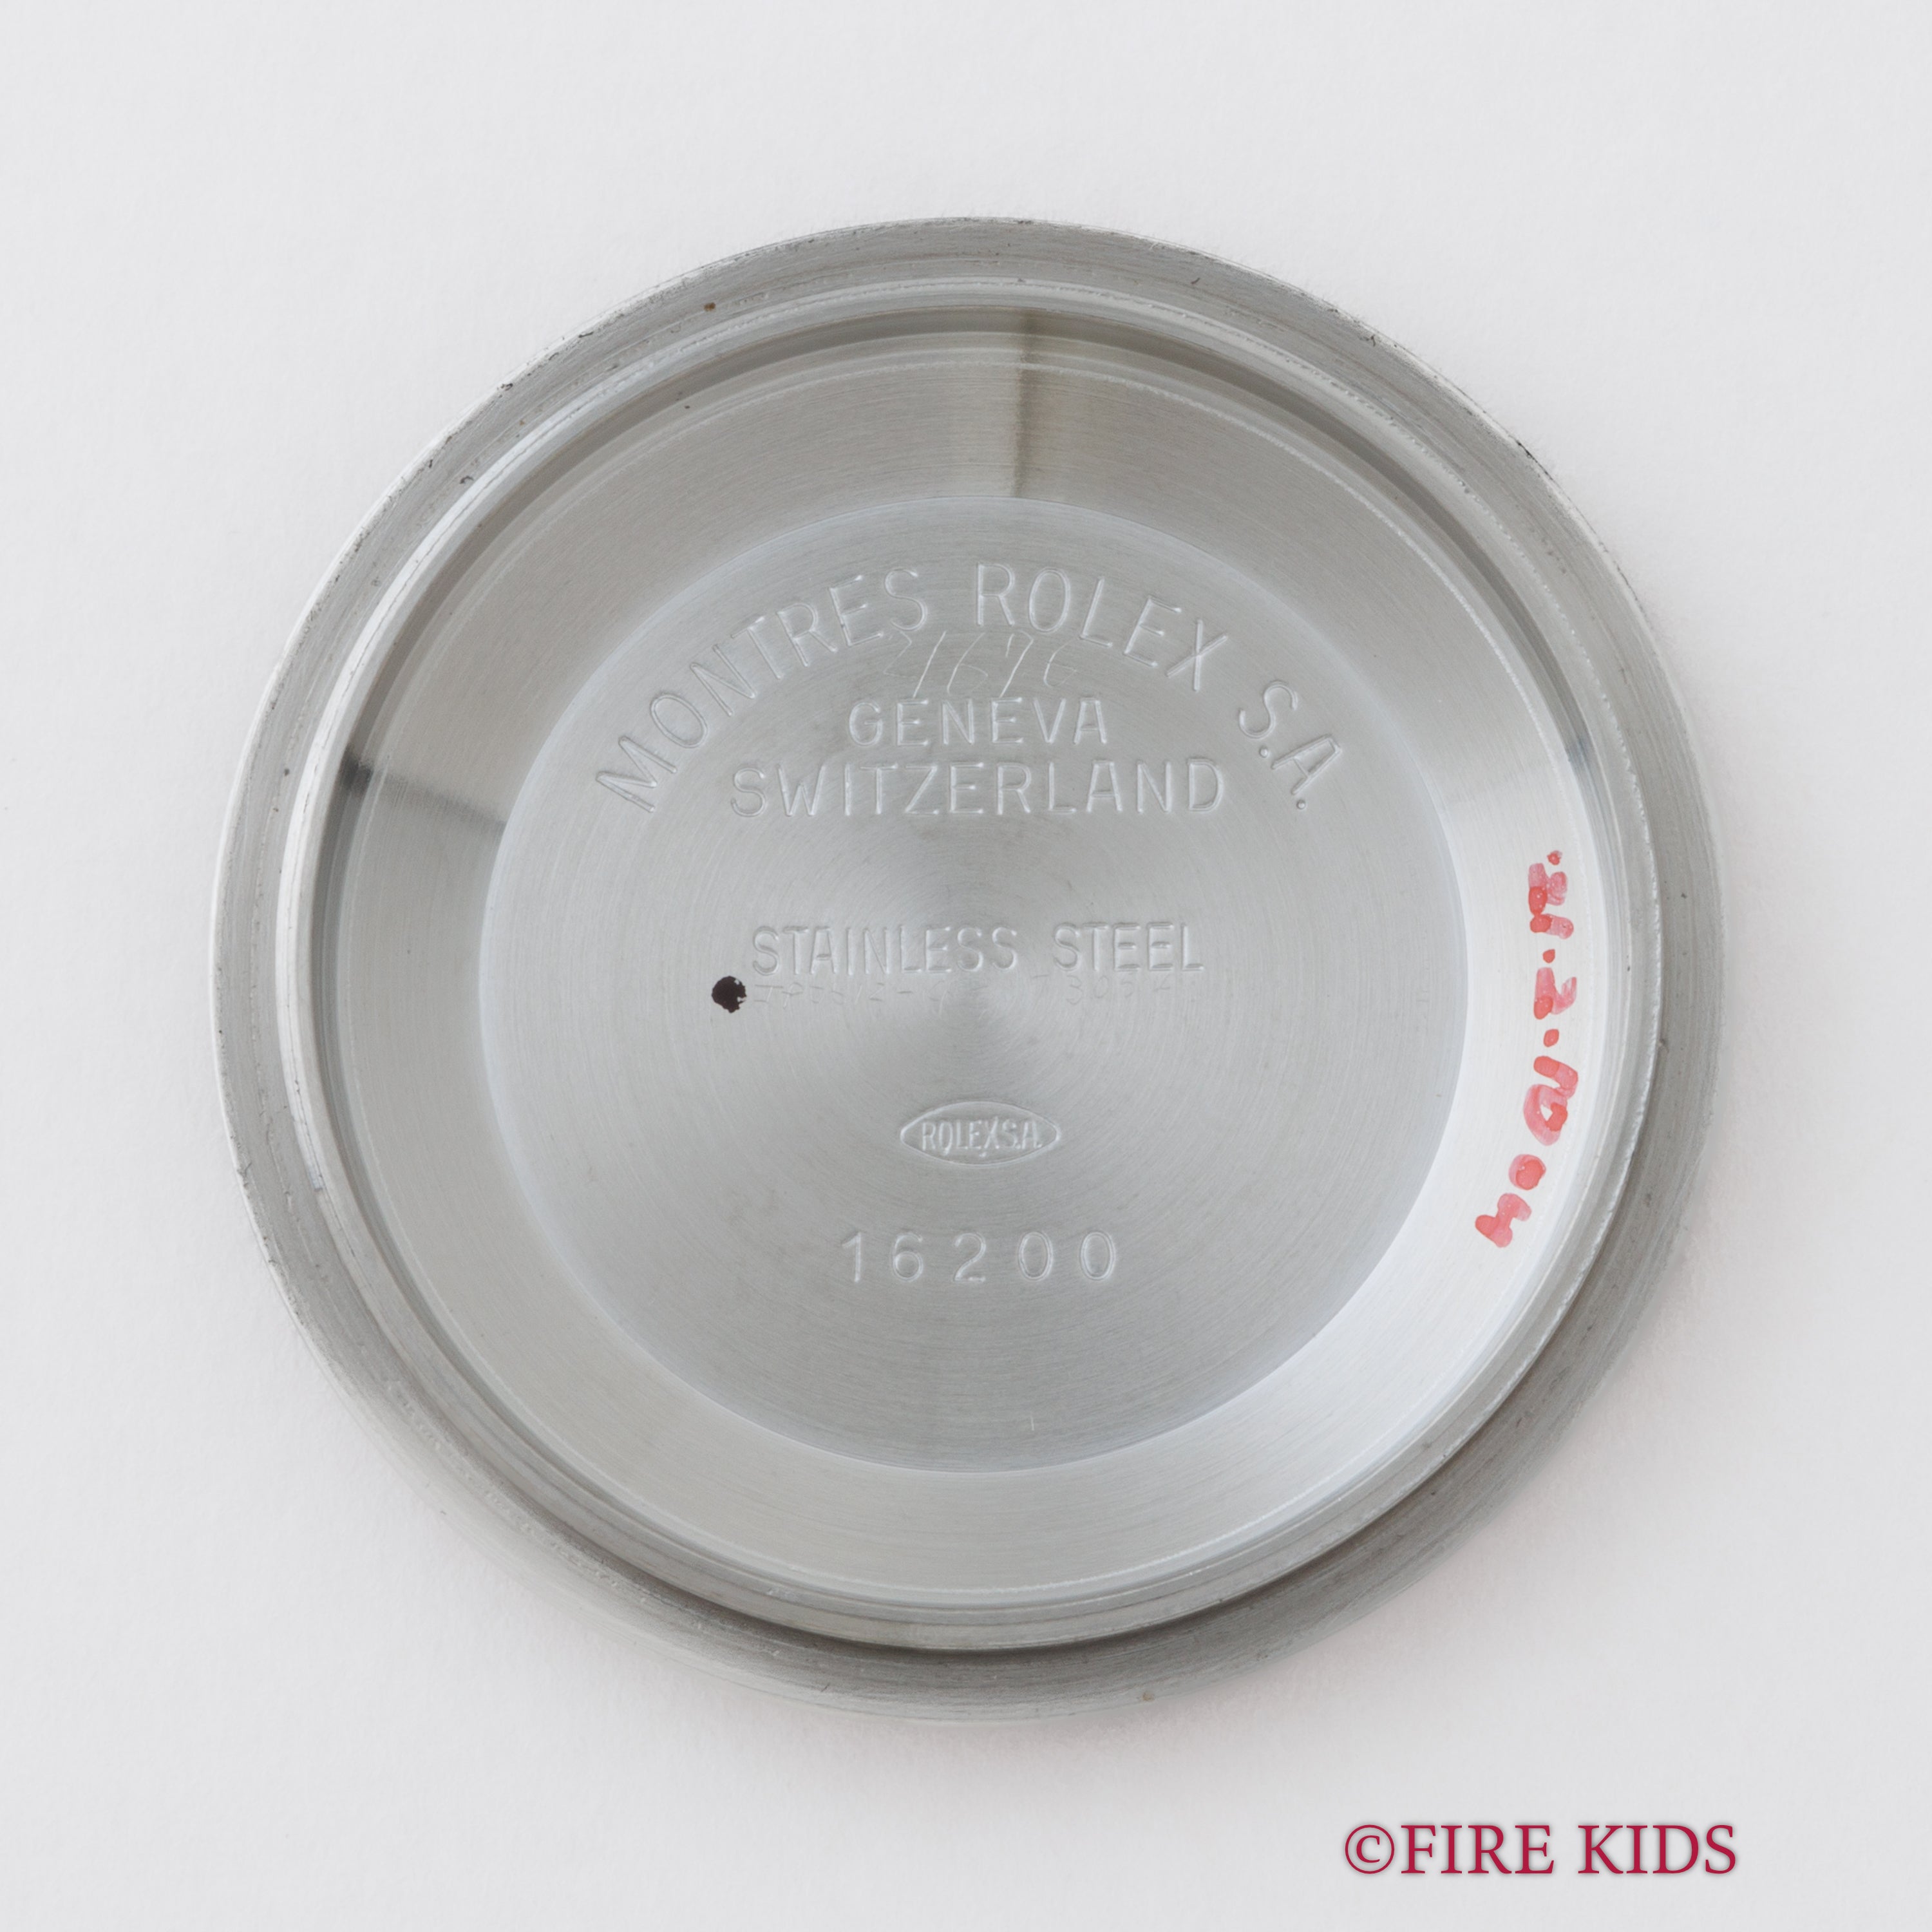 MONTRES ROLEX S.A.
GENEVA
SWITZERLAND
STAINLESS STEEL
ROLEX S.A.
16200
©FIRE KIDS